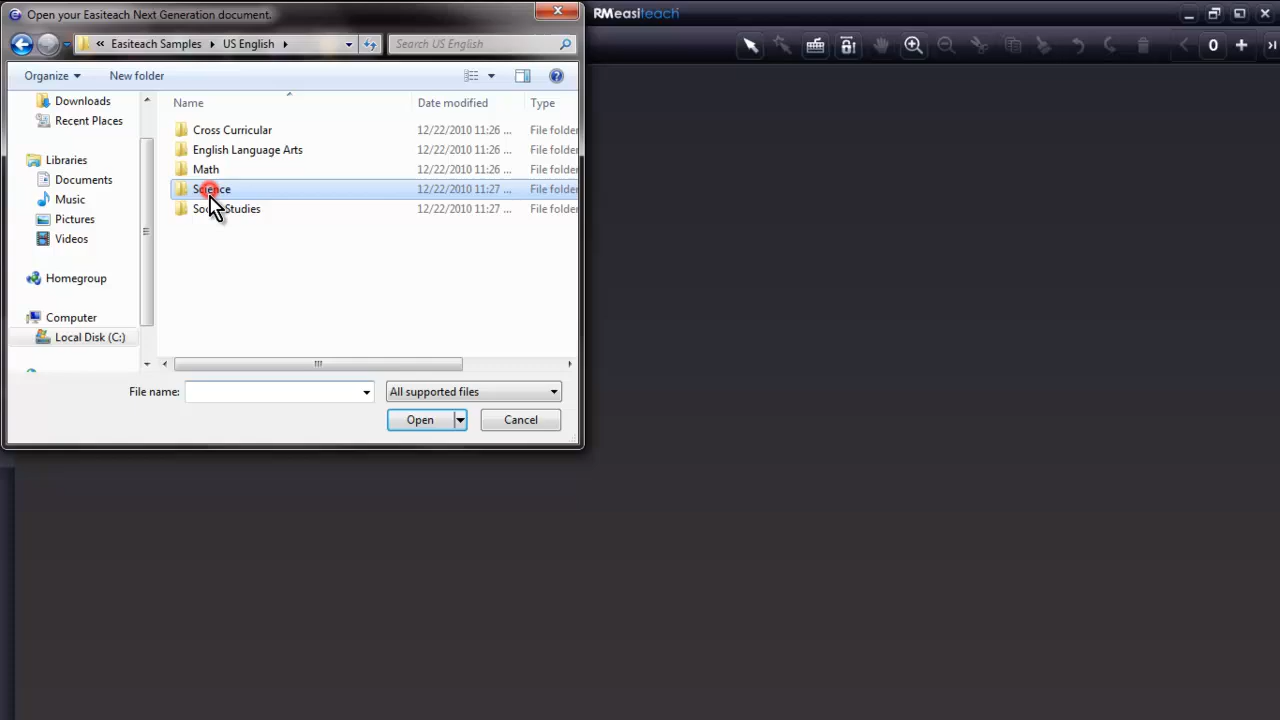 Open your Easiteach Next Generation document.
RMeasiteach
« Easiteach Samples ▸ US English ▸
Search US English
0
Organize
New folder
Name
Date modified
Type
Downloads
Recent Places
Libraries
Documents
Music
Pictures
Videos
Homegroup
Computer
Local Disk (C:)
Cross Curricular 12/22/2010 11:26 ... File folder
English Language Arts 12/22/2010 11:26 ... File folder
Math 12/22/2010 11:26 ... File folder
Science 12/22/2010 11:27 ... File folder
Social Studies 12/22/2010 11:27 ... File folder
File name:
All supported files
Open
Cancel